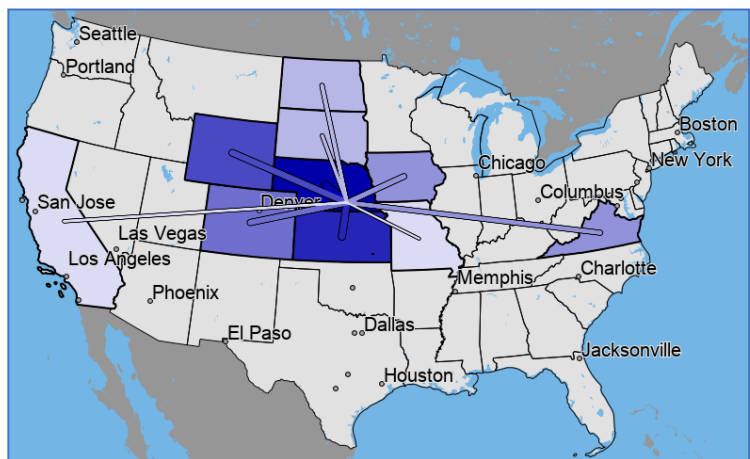 Seattle
Portland
Boston
New York
Chicago
Columbus
San Jose
Denver
Las Vegas
Los Angeles
Memphis
Charlotte
Phoenix
El Paso
Dallas
Jacksonville
Houston